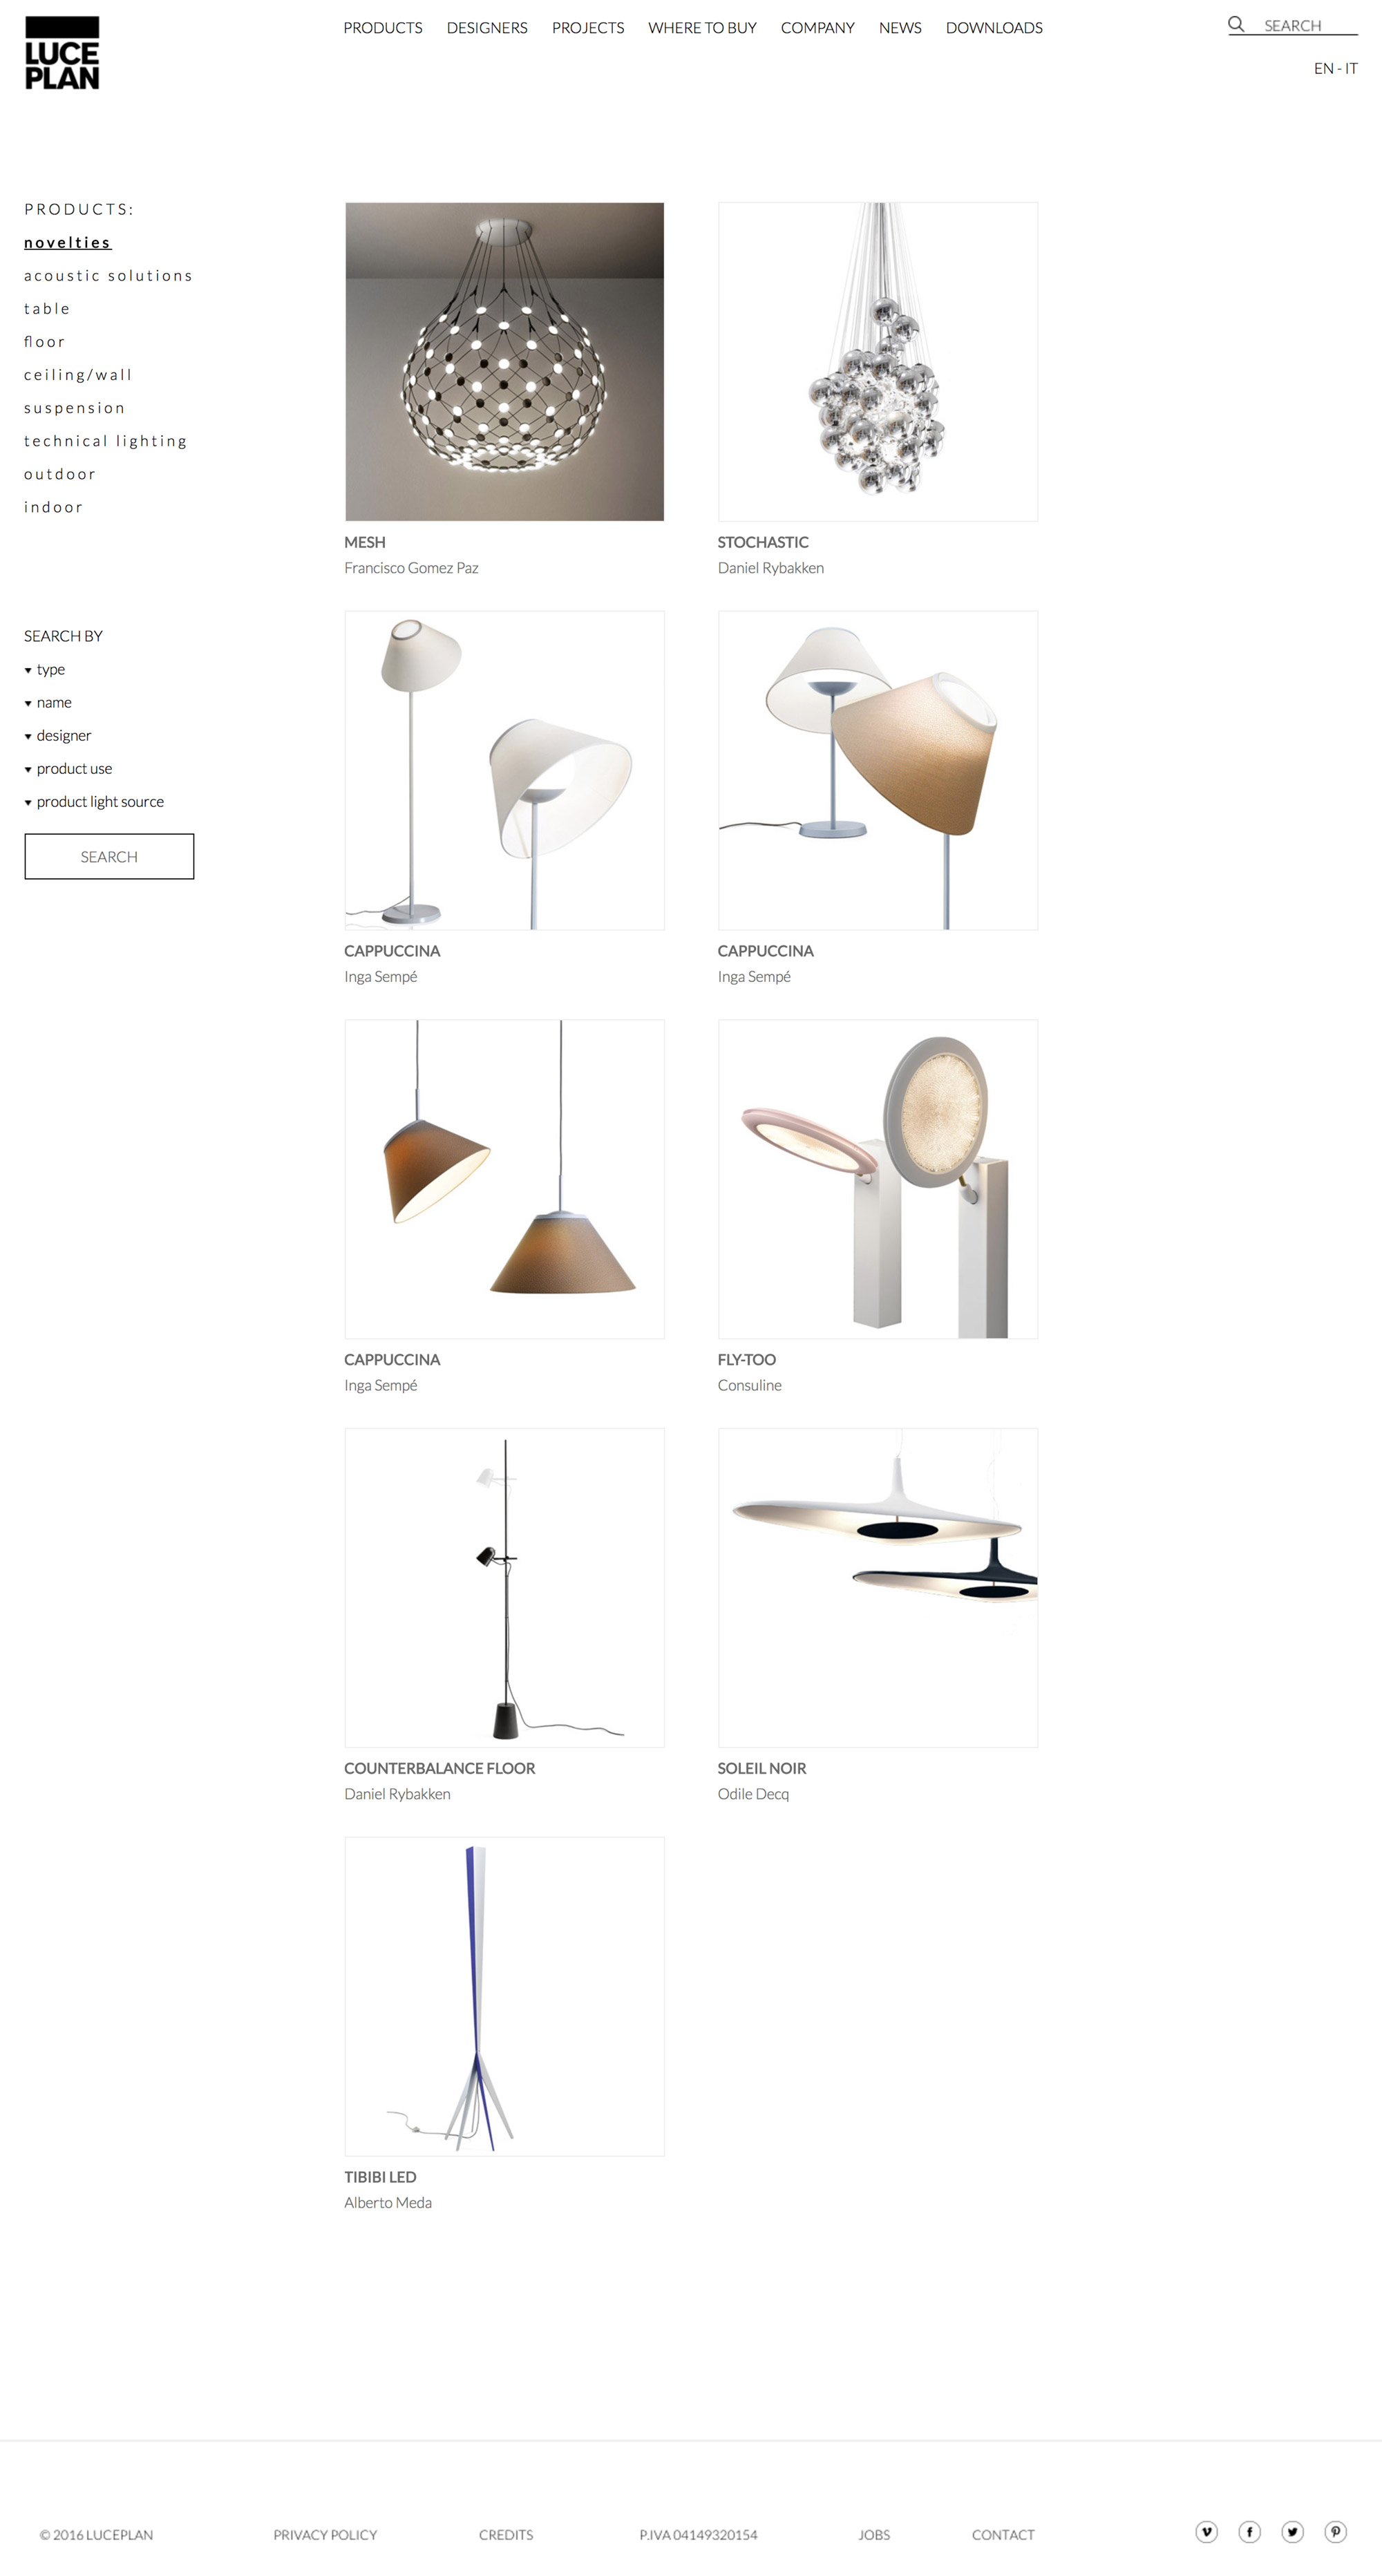 LUCE
PLAN
PRODUCTS DESIGNERS PROJECTS WHERE TO BUY COMPANY NEWS DOWNLOADS
SEARCH
EN - IT
PRODUCTS:
novelties
acoustic solutions
table
floor
ceiling/wall
suspension
technical lighting
outdoor
indoor
SEARCH BY
type
name
designer
product use
product light source
SEARCH
MESH
Francisco Gomez Paz
STOCHASTIC
Daniel Rybakken
CAPPUCCINA
Inga Sempé
CAPPUCCINA
Inga Sempé
CAPPUCCINA
Inga Sempé
FLY-TOO
Consuline
COUNTERBALANCE FLOOR
Daniel Rybakken
SOLEIL NOIR
Odile Decq
TIBIBI LED
Alberto Meda
© 2016 LUCEPLAN PRIVACY POLICY CREDITS P.IVA 04149320154 JOBS CONTACT